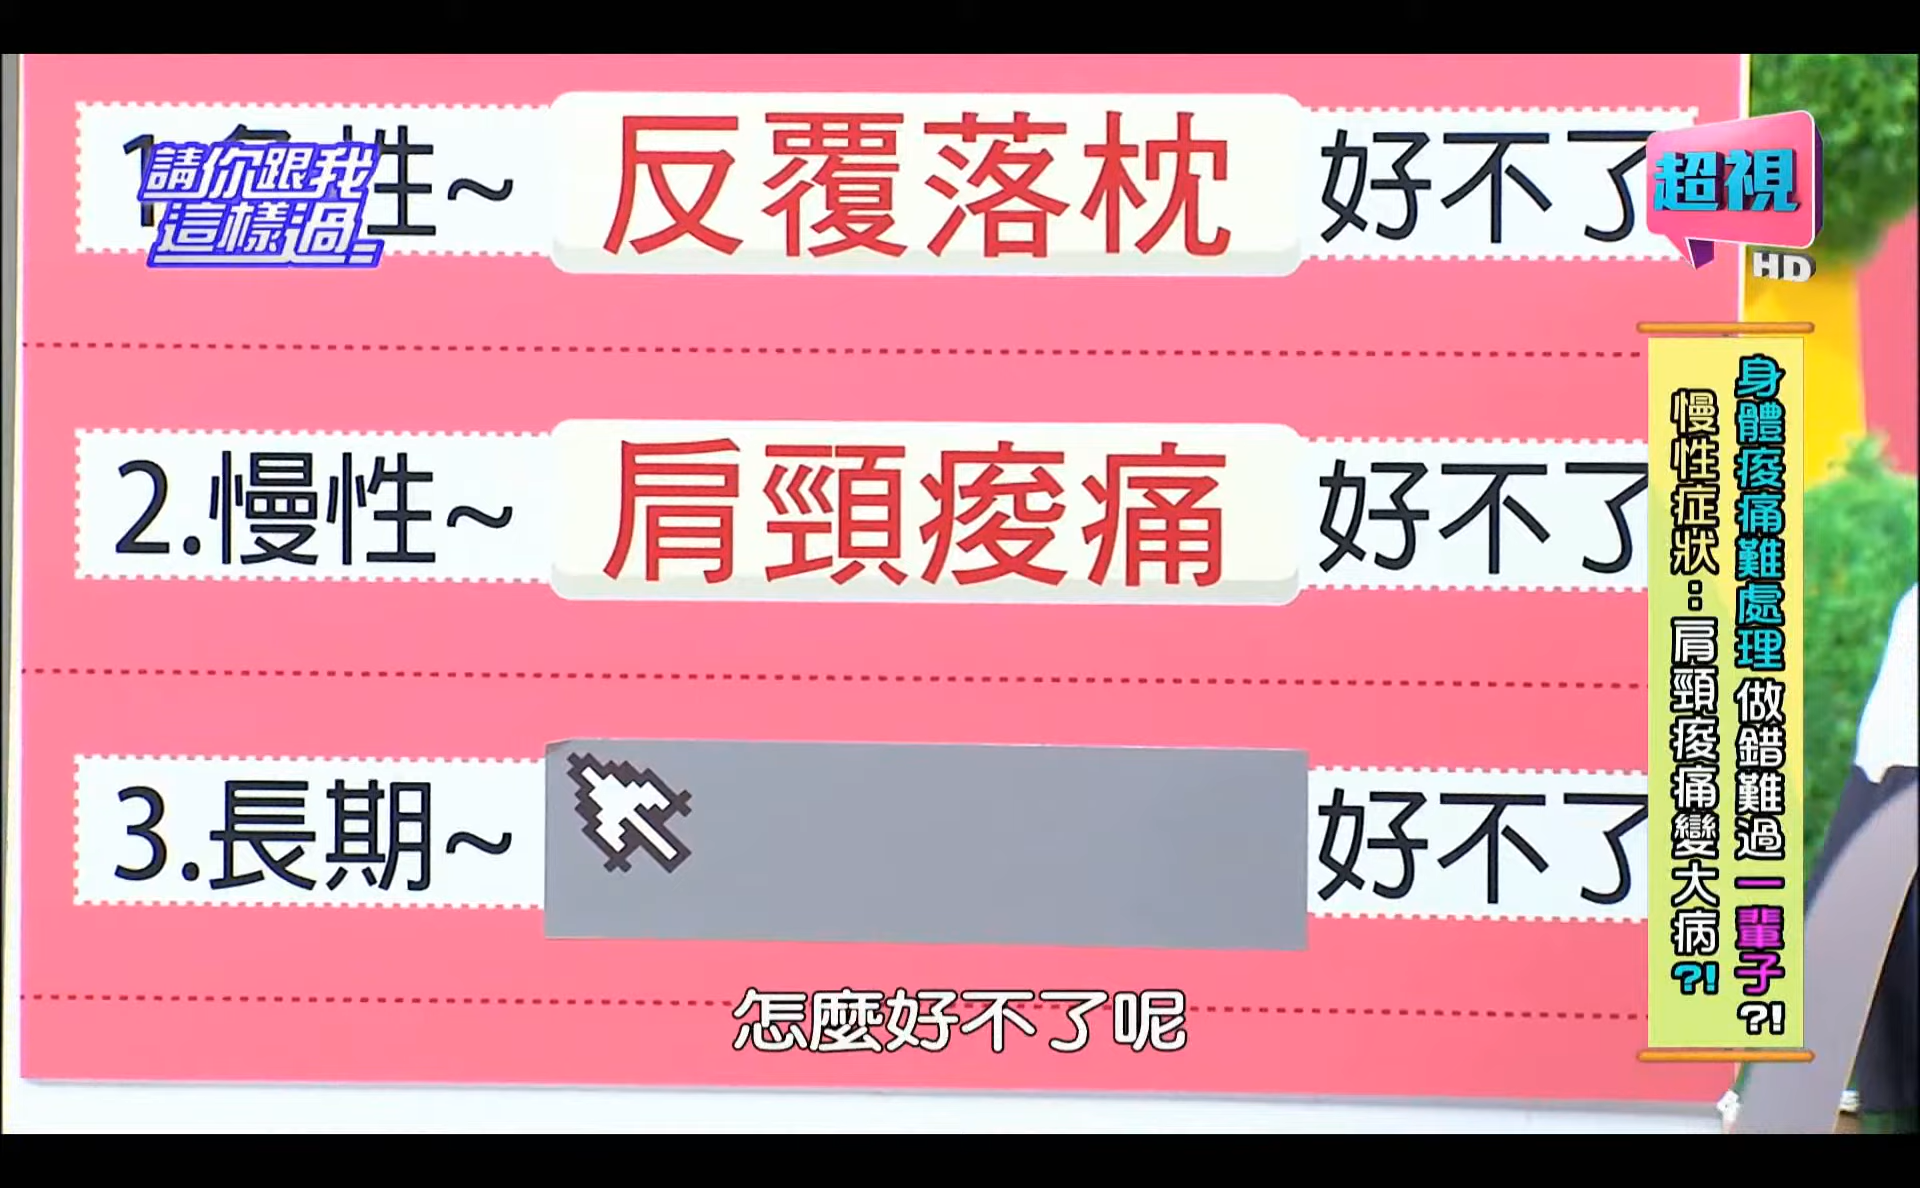 1.急性~ 反覆落枕 好不了
請你跟我
這樣過
超視
HD
2.慢性~ 肩頸痠痛 好不了
3.長期~ 好不了
身體痠痛難處理 做錯難過一輩子?!
慢性症狀：肩頸痠痛變大病?!
怎麼好不了呢